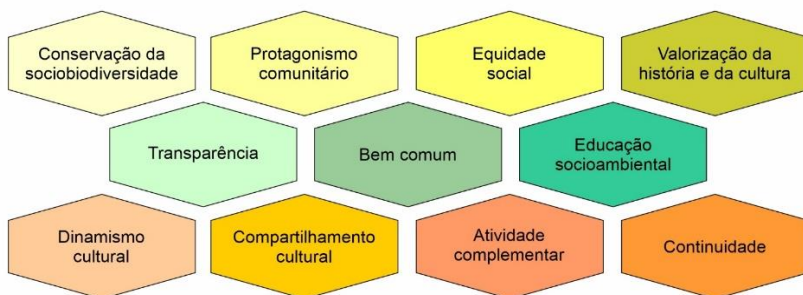 Conservação da
sociobiodiversidade
Protagonismo
comunitário
Equidade
social
Valorização da
história e da cultura
Transparência
Bem comum
Educação
socioambiental
Dinamismo
cultural
Compartilhamento
cultural
Atividade
complementar
Continuidade